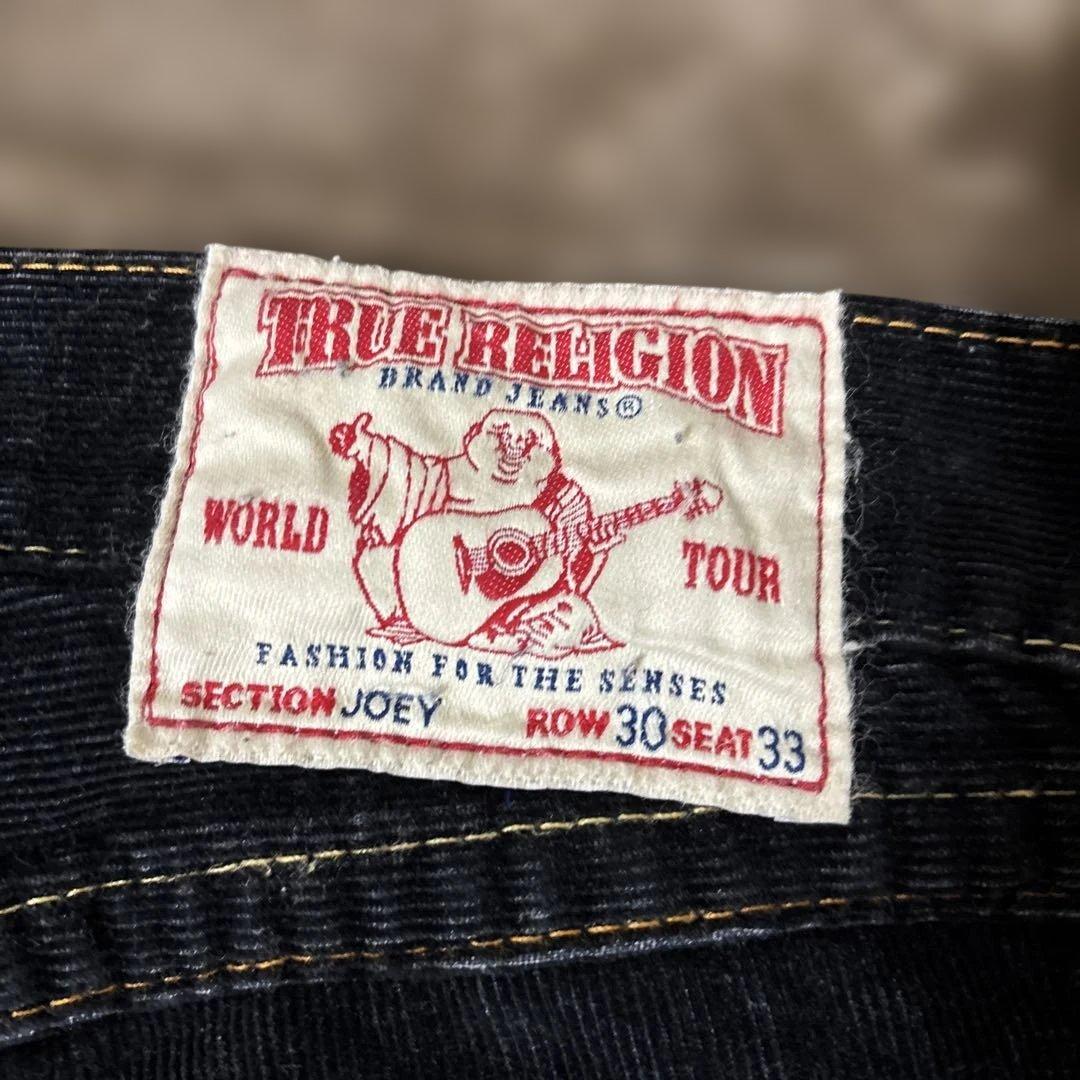 TRUE RELIGION
BRAND JEANS®
WORLD TOUR
FASHION FOR THE SENSES
SECTION JOEY ROW 30 SEAT 33